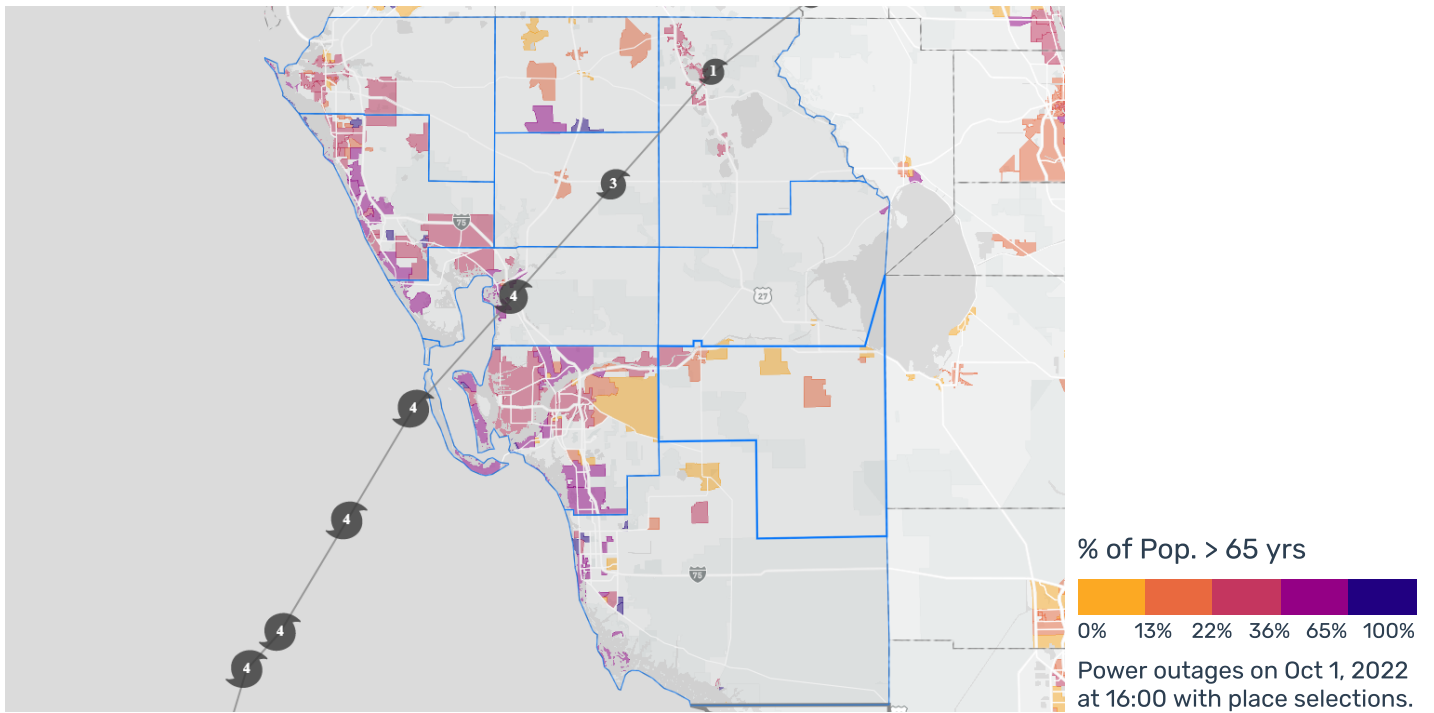 1
3
75
4
27
4
4
75
4
4
% of Pop. > 65 yrs
0% 13% 22% 36% 65% 100%
Power outages on Oct 1, 2022
at 16:00 with place selections.